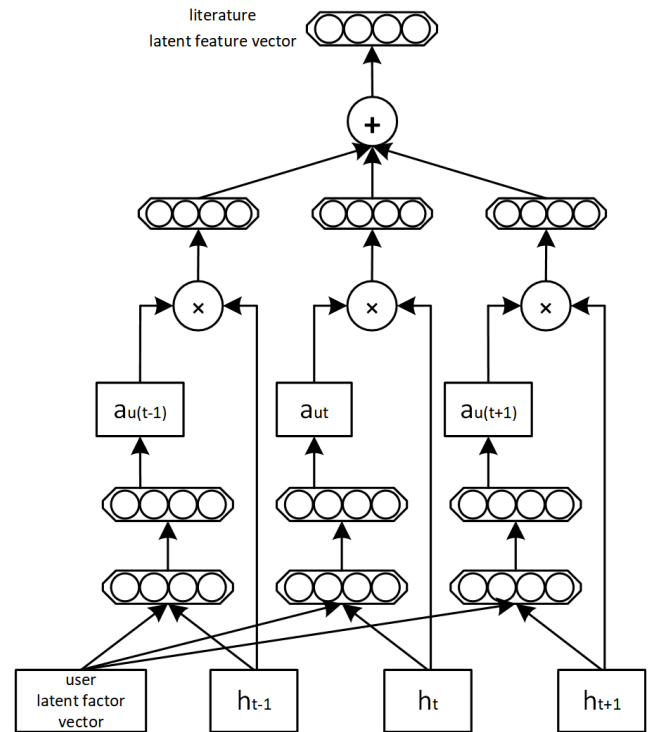 literature
latent feature vector
+
× × ×
au(t-1) aut au(t+1)
user
latent factor
vector
ht-1 ht ht+1